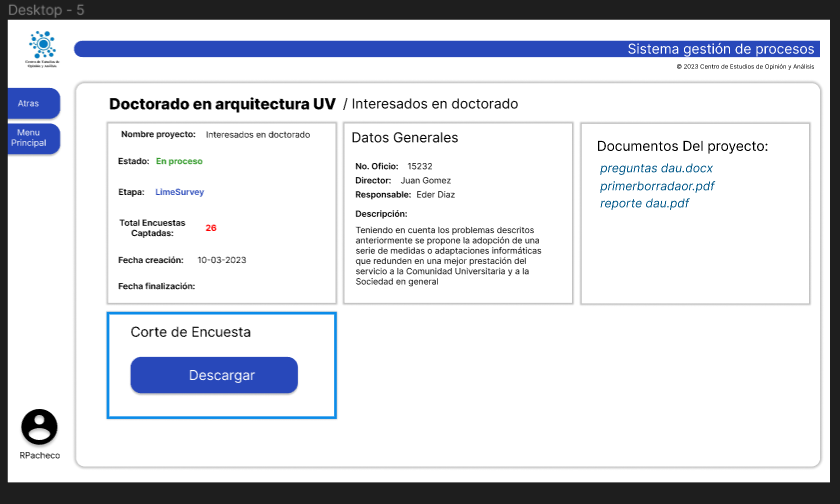 Desktop - 5
Centro de Estudios de
Opinión y Análisis
Sistema gestión de procesos
© 2023 Centro de Estudios de Opinión y Análisis
Atras
Menu
Principal
Doctorado en arquitectura UV / Interesados en doctorado
Nombre proyecto: Interesados en doctorado
Estado: En proceso
Etapa: LimeSurvey
Total Encuestas
Captadas: 26
Fecha creación: 10-03-2023
Fecha finalización:
Datos Generales
No. Oficio: 15232
Director: Juan Gomez
Responsable: Eder Diaz
Descripción:
Teniendo en cuenta los problemas descritos
anteriormente se propone la adopción de una
serie de medidas o adaptaciones informáticas
que redunden en una mejor prestación del
servicio a la Comunidad Universitaria y a la
Sociedad en general
Documentos Del proyecto:
preguntas dau.docx
primerborradaor.pdf
reporte dau.pdf
Corte de Encuesta
Descargar
RPacheco